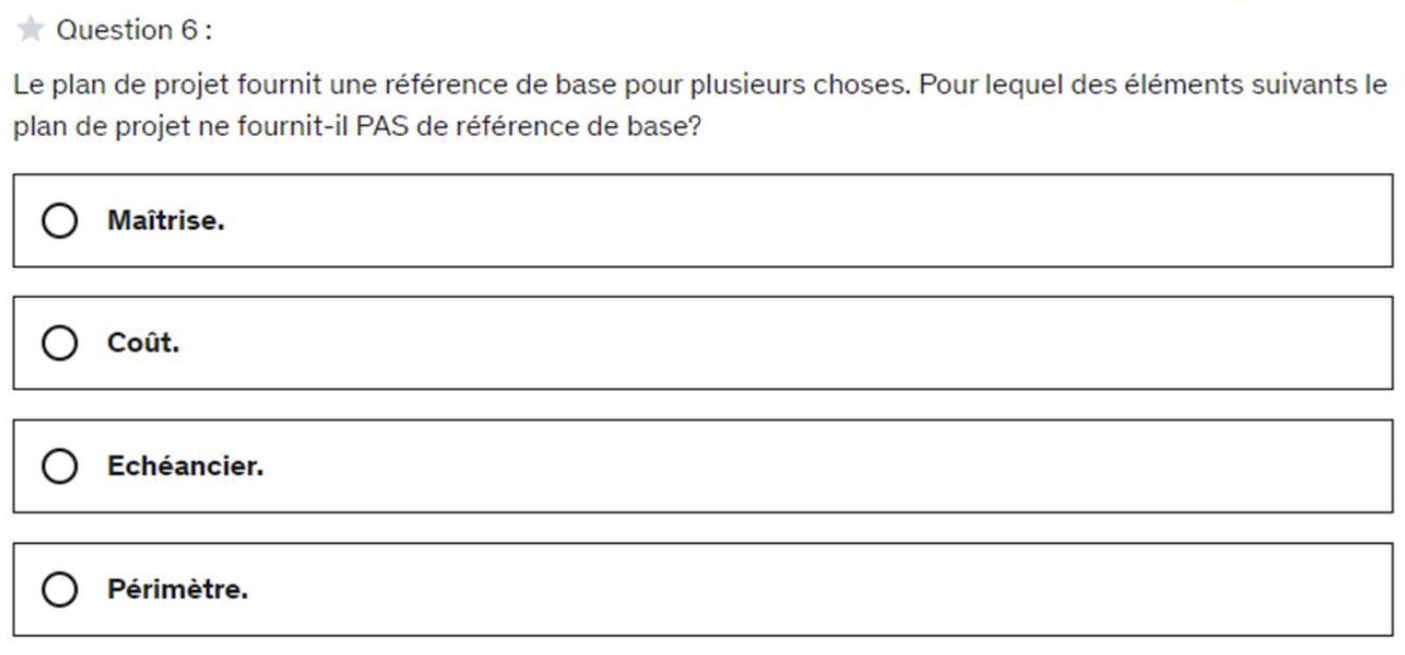 Question 6 :
Le plan de projet fournit une référence de base pour plusieurs choses. Pour lequel des éléments suivants le
plan de projet ne fournit-il PAS de référence de base?
Maîtrise.
Coût.
Echéancier.
Périmètre.